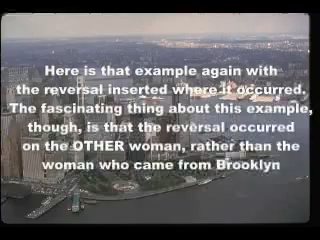 Here is that example again with
the reversal inserted where it occurred.
The fascinating thing about this example,
though, is that the reversal occurred
on the OTHER woman, rather than the
woman who came from Brooklyn